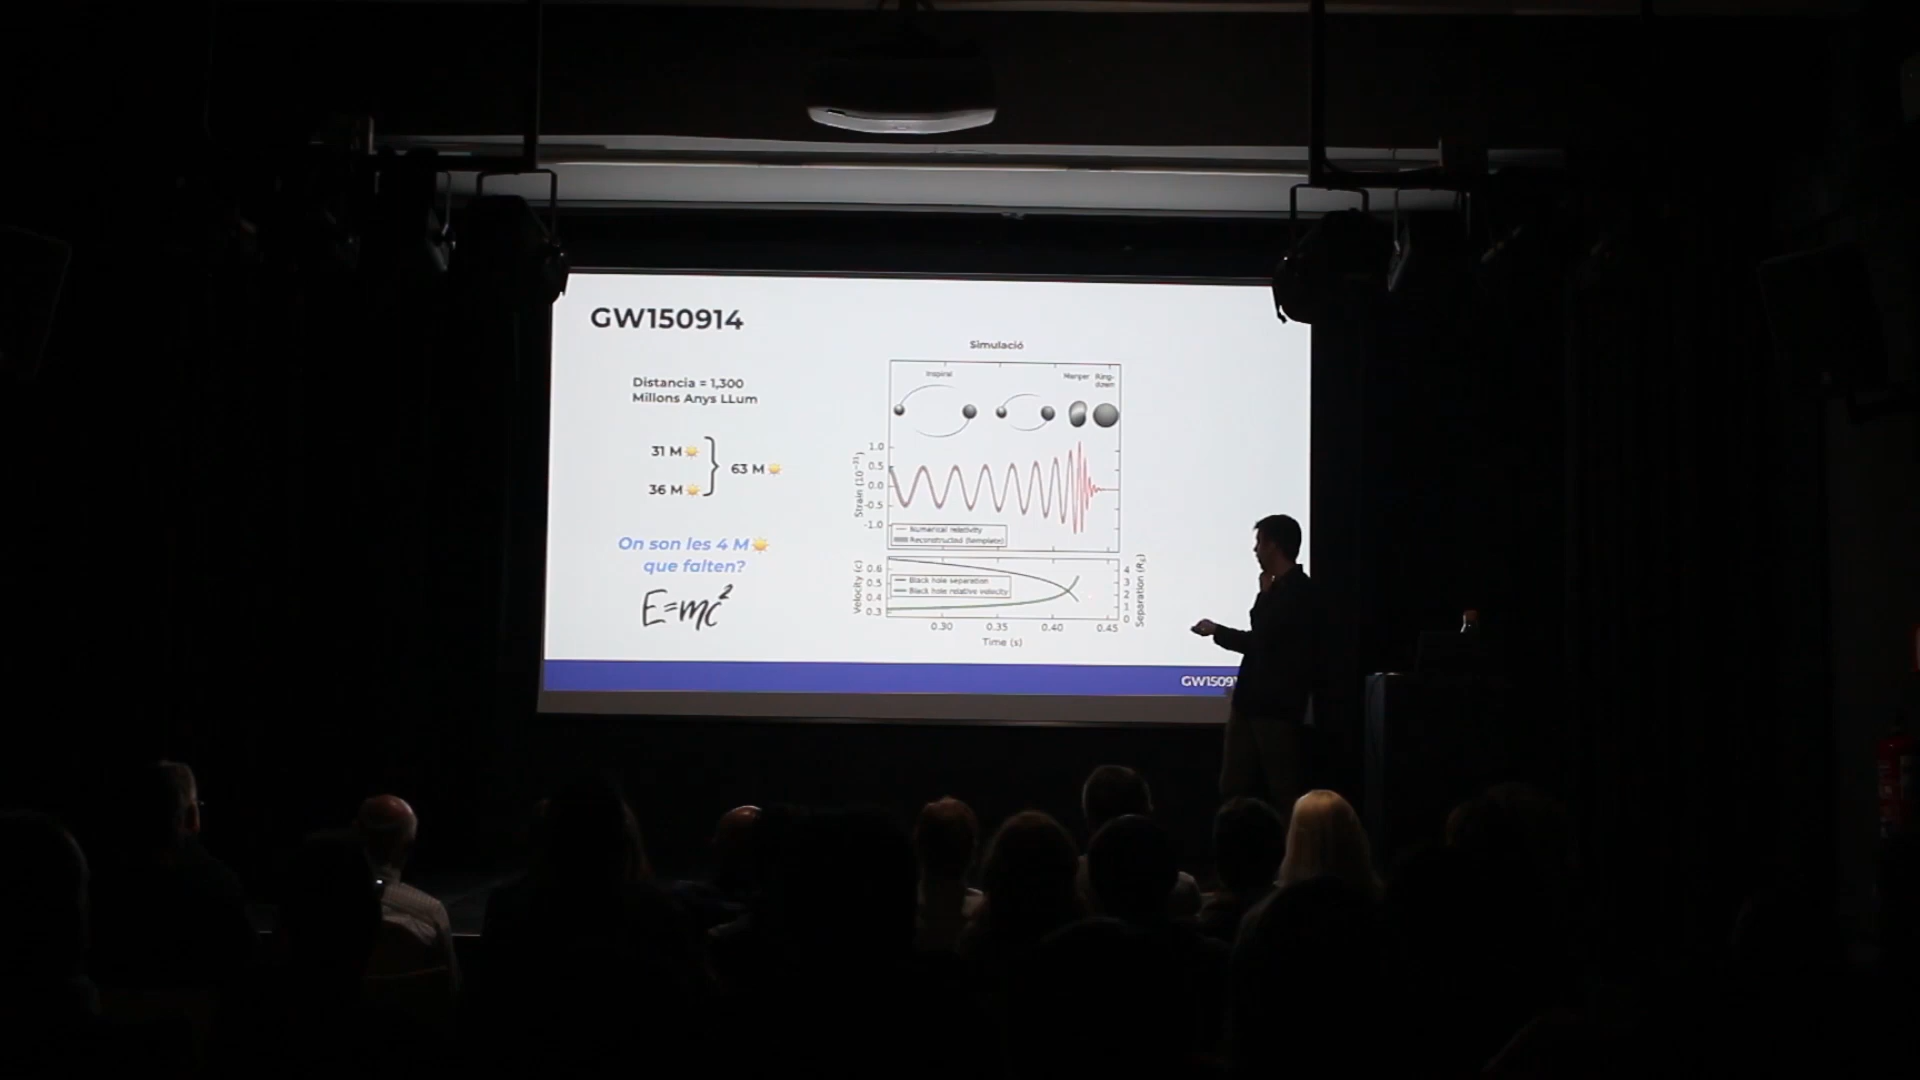 GW150914
Distancia = 1,300
Milions Anys LLum
31 M
36 M
63 M
On son les 4 M
que falten?
E=mc²
Simulació
Inspiral
Merger
Ring-
down
Strain (10⁻²¹)
1.0
0.5
0.0
-0.5
-1.0
Numerical relativity
Reconstructed (template)
Velocity (c)
0.6
0.5
0.4
0.3
Black hole separation
Black hole relative velocity
4
3
2
1
0
Separation (R
0.30 0.35 0.40 0.45
Time (s)
GW1509